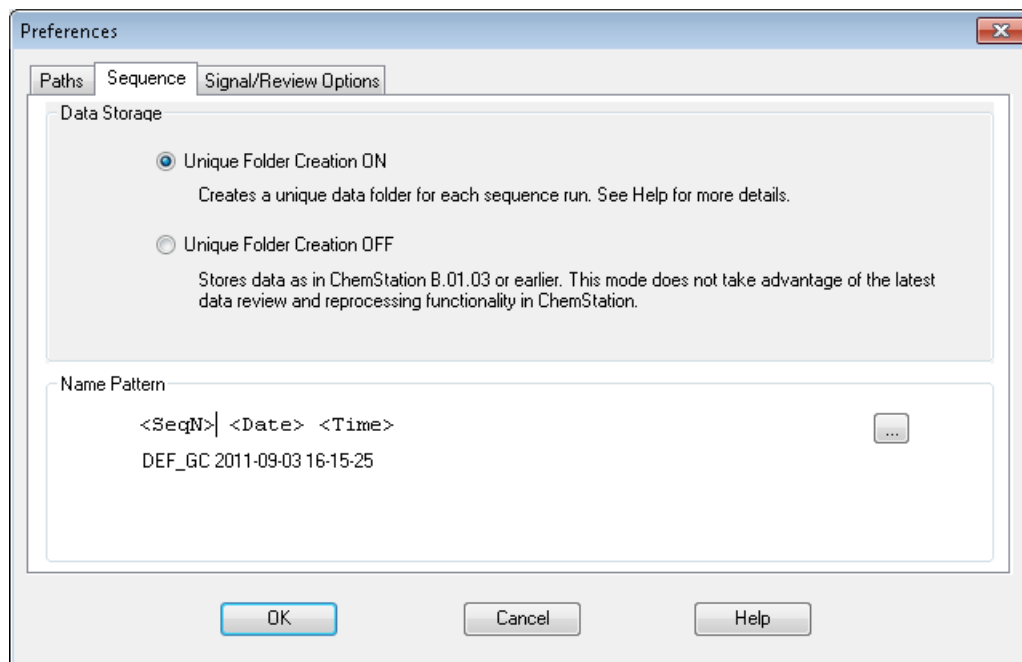 Preferences
Paths Sequence Signal/Review Options
Data Storage
Unique Folder Creation ON
Creates a unique data folder for each sequence run. See Help for more details.
Unique Folder Creation OFF
Stores data as in ChemStation B.01.03 or earlier. This mode does not take advantage of the latest
data review and reprocessing functionality in ChemStation.
Name Pattern
<SeqN> <Date> <Time>
...
DEF_GC 2011-09-03 16-15-25
OK Cancel Help